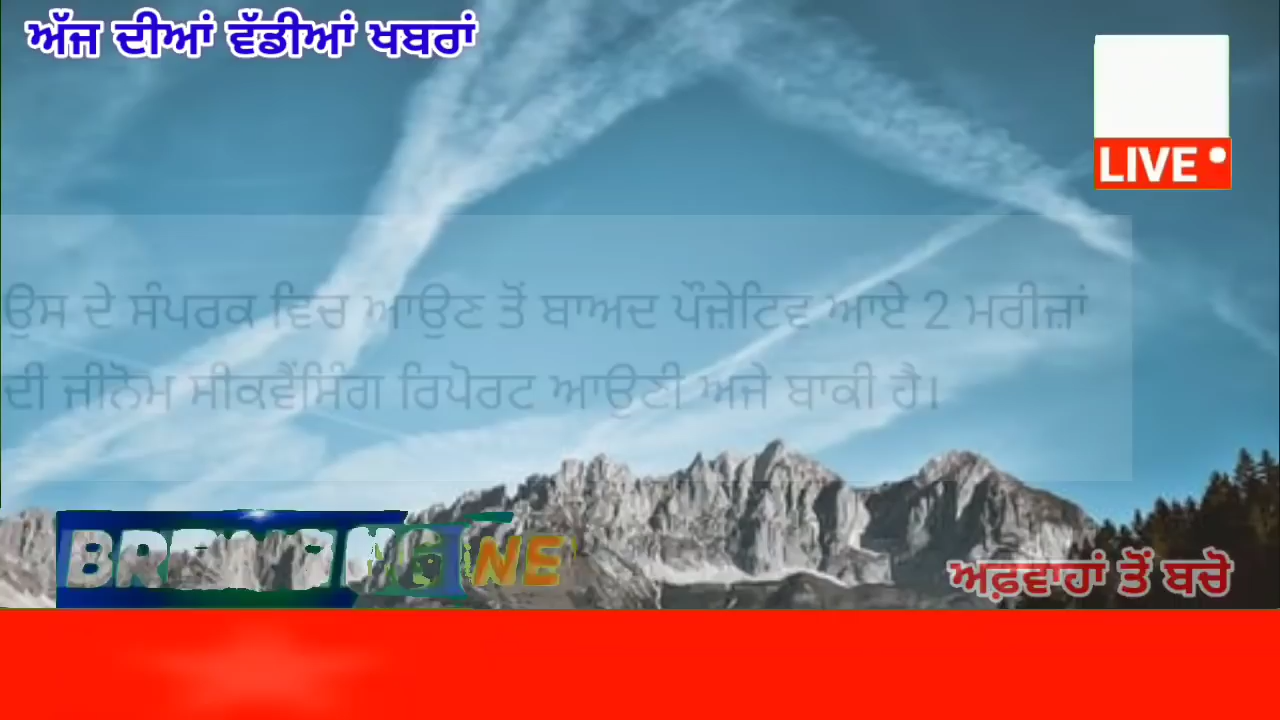 ਅੱਜ ਦੀਆਂ ਵੱਡੀਆਂ ਖਬਰਾਂ
LIVE
ਉਸ ਦੇ ਸੰਪਰਕ ਵਿਚ ਆਉਣ ਤੋਂ ਬਾਅਦ ਪੌਜ਼ੇਟਿਵ ਆਏ 2 ਮਰੀਜ਼ਾਂ
ਦੀ ਜੀਨੋਮ ਸੀਕਵੈਂਸਿੰਗ ਰਿਪੋਰਟ ਆਉਣੀ ਅਜੇ ਬਾਕੀ ਹੈ।
ਅਫ਼ਵਾਹਾਂ ਤੋਂ ਬਚੋ